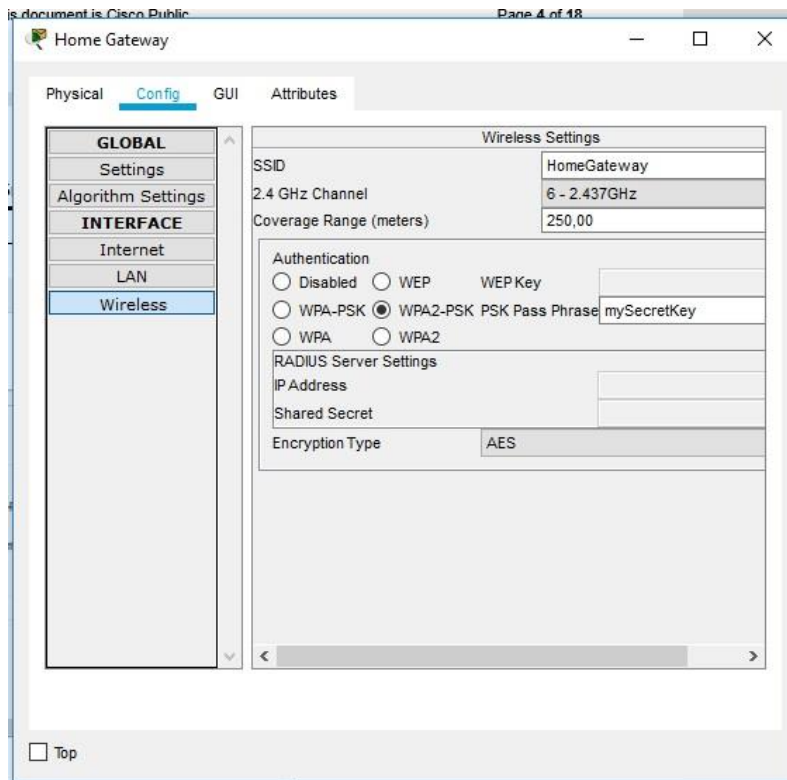 is document is Cisco Public
Page 4 of 18
Home Gateway
Physical Config GUI Attributes
GLOBAL
Settings
Algorithm Settings
INTERFACE
Internet
LAN
Wireless
Wireless Settings
SSID HomeGateway
2.4 GHz Channel 6 - 2.437GHz
Coverage Range (meters) 250,00
Authentication
Disabled WEP WEP Key
WPA-PSK WPA2-PSK PSK Pass Phrase mySecretKey
WPA WPA2
RADIUS Server Settings
IP Address
Shared Secret
Encryption Type AES
Top